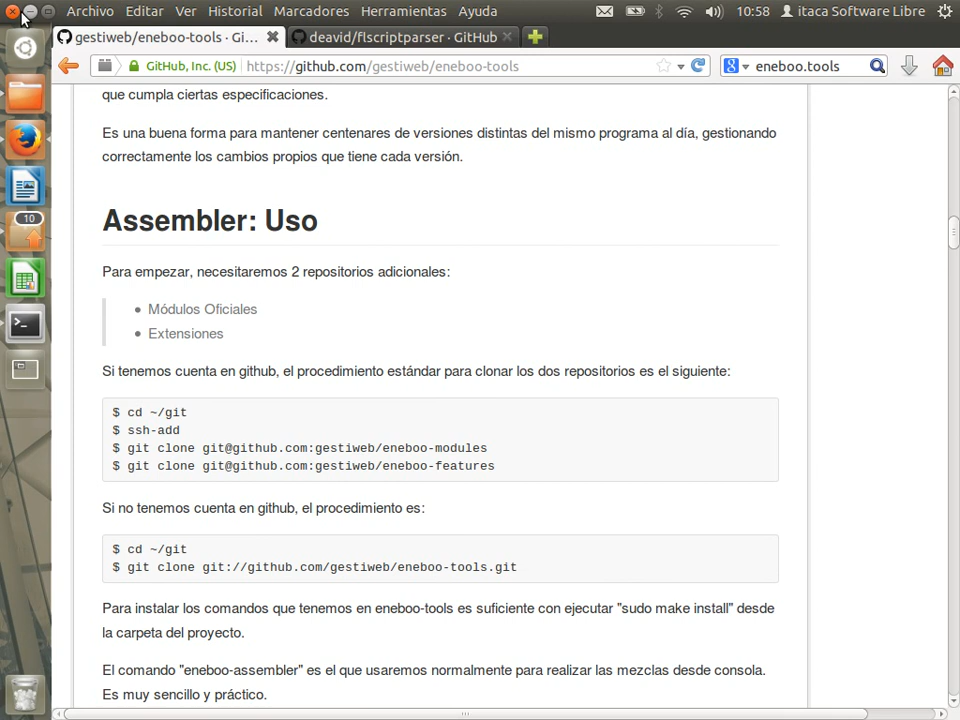 Archivo Editar Ver Historial Marcadores Herramientas Ayuda 10:58 itaca Software Libre
gestiweb/eneboo-tools · Gi... deavid/flscriptparser · GitHub
GitHub, Inc. (US) https://github.com/gestiweb/eneboo-tools eneboo.tools
que cumpla ciertas especificaciones.
Es una buena forma para mantener centenares de versiones distintas del mismo programa al día, gestionando
correctamente los cambios propios que tiene cada versión.
Assembler: Uso
10
Para empezar, necesitaremos 2 repositorios adicionales:
• Módulos Oficiales
• Extensiones
Si tenemos cuenta en github, el procedimiento estándar para clonar los dos repositorios es el siguiente:
$ cd ~/git
$ ssh-add
$ git clone git@github.com:gestiweb/eneboo-modules
$ git clone git@github.com:gestiweb/eneboo-features
Si no tenemos cuenta en github, el procedimiento es:
$ cd ~/git
$ git clone git://github.com/gestiweb/eneboo-tools.git
Para instalar los comandos que tenemos en eneboo-tools es suficiente con ejecutar "sudo make install" desde
la carpeta del proyecto.
El comando "eneboo-assembler" es el que usaremos normalmente para realizar las mezclas desde consola.
Es muy sencillo y práctico.